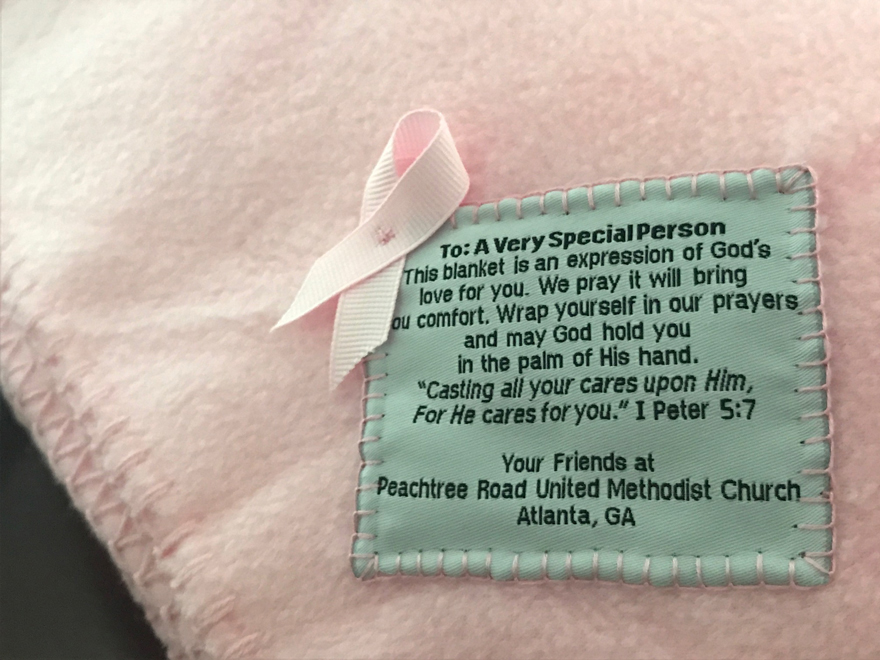 To: A Very Special Person
This blanket is an expression of God's
love for you. We pray it will bring
ou comfort. Wrap yourself in our prayers
and may God hold you
in the palm of His hand.
“Casting all your cares upon Him,
For He cares for you.” I Peter 5:7
Your Friends at
Peachtree Road United Methodist Church
Atlanta, GA